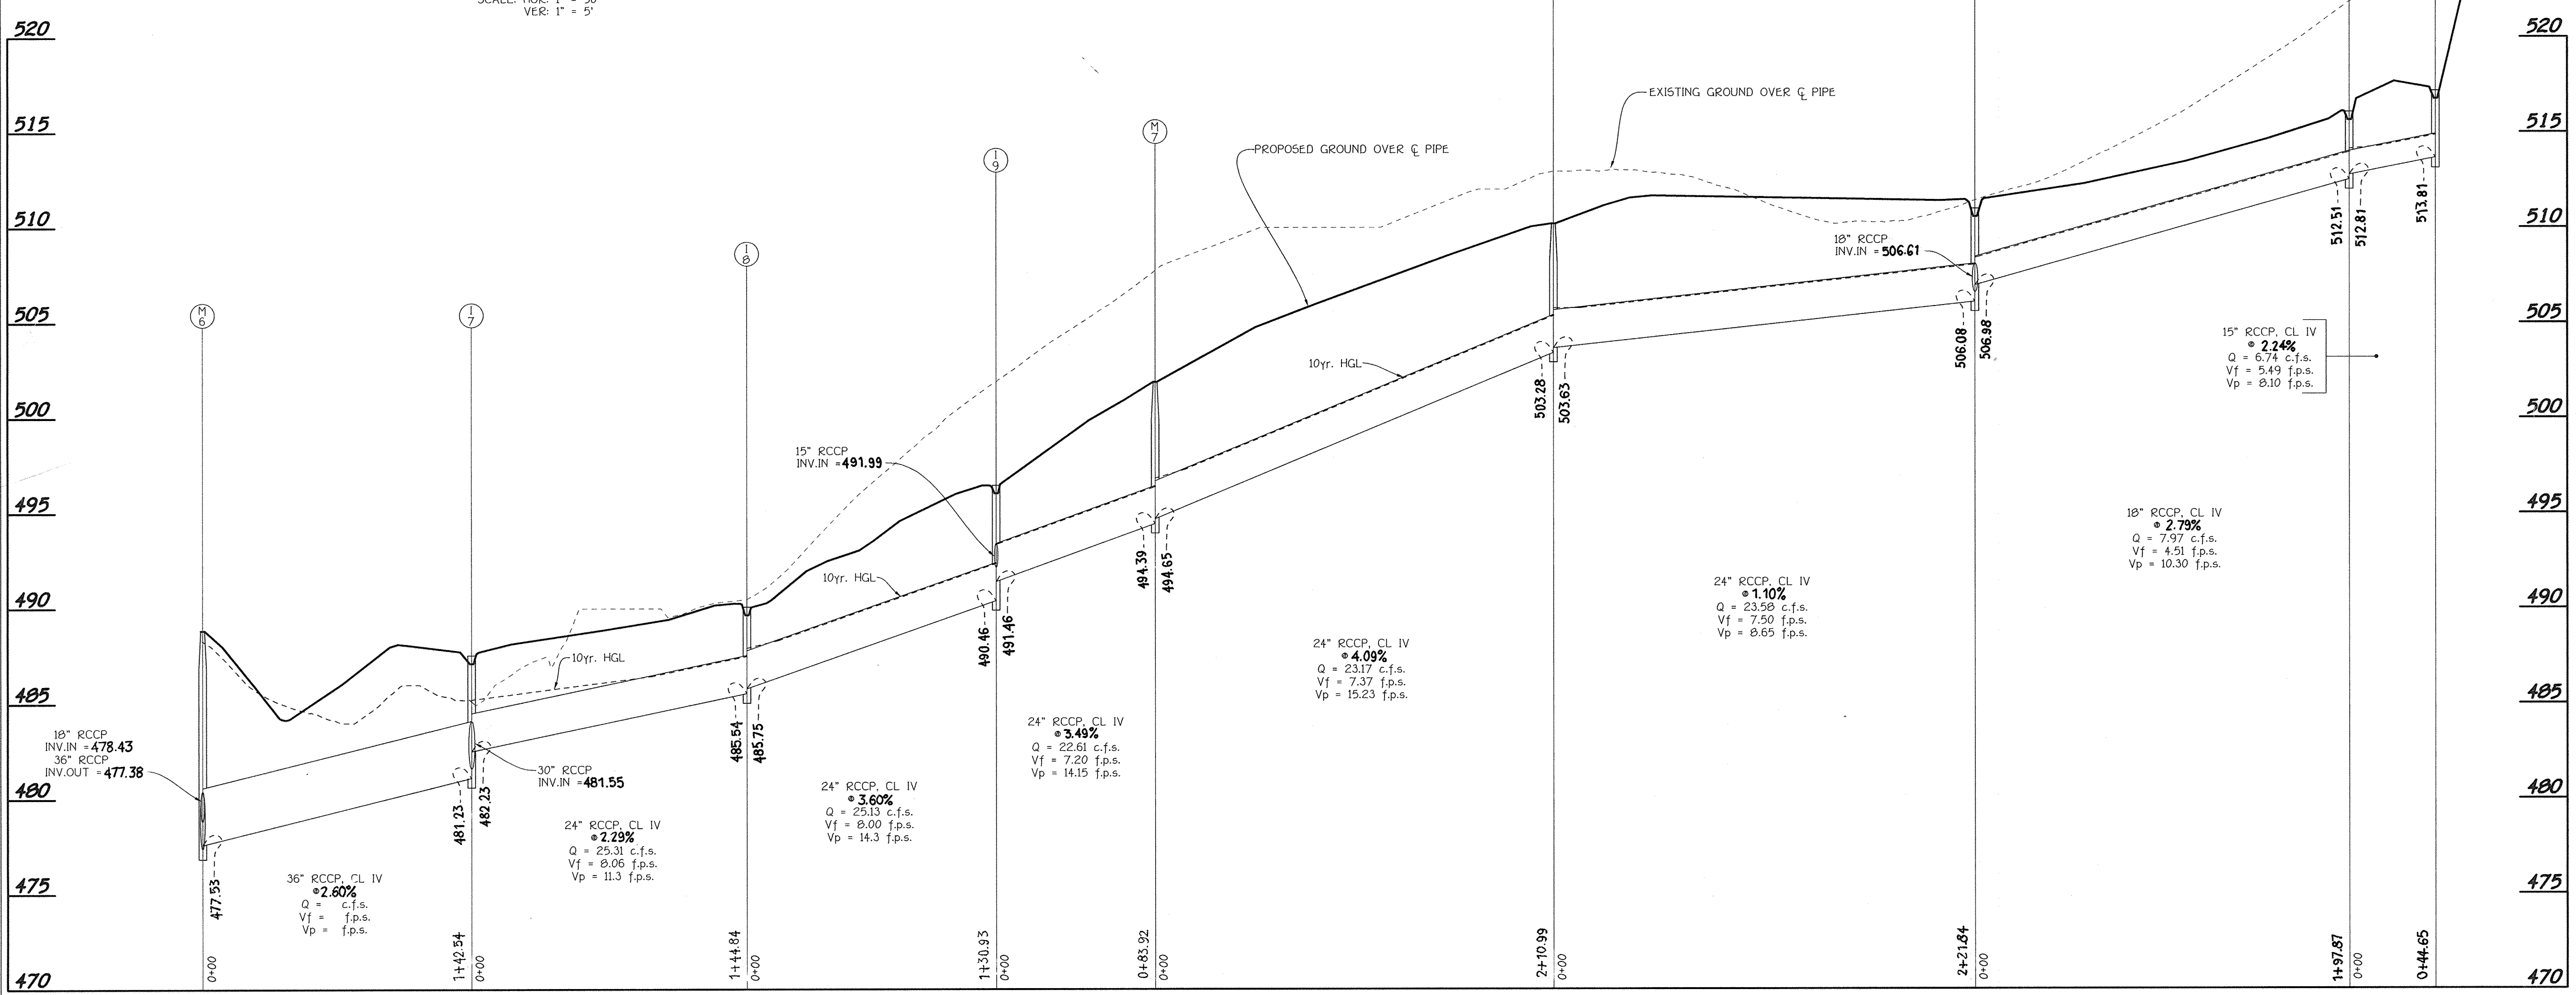 VER: 1" = 5'
520
515
510
505
500
495
490
485
480
475
470
520
515
510
505
500
495
490
485
480
475
470
M
6
I
7
I
8
I
9
M
7
EXISTING GROUND OVER ℄ PIPE
PROPOSED GROUND OVER ℄ PIPE
10yr. HGL
10yr. HGL
10yr. HGL
18" RCCP
INV.IN = 478.43
36" RCCP
INV.OUT = 477.38
30" RCCP
INV.IN = 481.55
15" RCCP
INV.IN = 491.99
18" RCCP
INV.IN = 506.61
477.53
481.23
482.23
485.54
485.75
490.46
491.46
494.39
494.65
503.28
503.63
506.08
506.98
512.51
512.81
513.81
36" RCCP, CL IV
@ 2.60%
Q = c.f.s.
Vf = f.p.s.
Vp = f.p.s.
24" RCCP, CL IV
@ 2.29%
Q = 25.31 c.f.s.
Vf = 8.06 f.p.s.
Vp = 11.3 f.p.s.
24" RCCP, CL IV
@ 3.60%
Q = 25.13 c.f.s.
Vf = 8.00 f.p.s.
Vp = 14.3 f.p.s.
24" RCCP, CL IV
@ 3.49%
Q = 22.61 c.f.s.
Vf = 7.20 f.p.s.
Vp = 14.15 f.p.s.
24" RCCP, CL IV
@ 4.09%
Q = 23.17 c.f.s.
Vf = 7.37 f.p.s.
Vp = 15.23 f.p.s.
24" RCCP, CL IV
@ 1.10%
Q = 23.58 c.f.s.
Vf = 7.50 f.p.s.
Vp = 8.65 f.p.s.
18" RCCP, CL IV
@ 2.79%
Q = 7.97 c.f.s.
Vf = 4.51 f.p.s.
Vp = 10.30 f.p.s.
15" RCCP, CL IV
@ 2.24%
Q = 6.74 c.f.s.
Vf = 5.49 f.p.s.
Vp = 8.10 f.p.s.
0+00
1+42.54
0+00
1+44.84
0+00
1+30.93
0+00
0+83.92
0+00
2+10.99
0+00
2+21.84
0+00
1+97.87
0+00
0+44.65